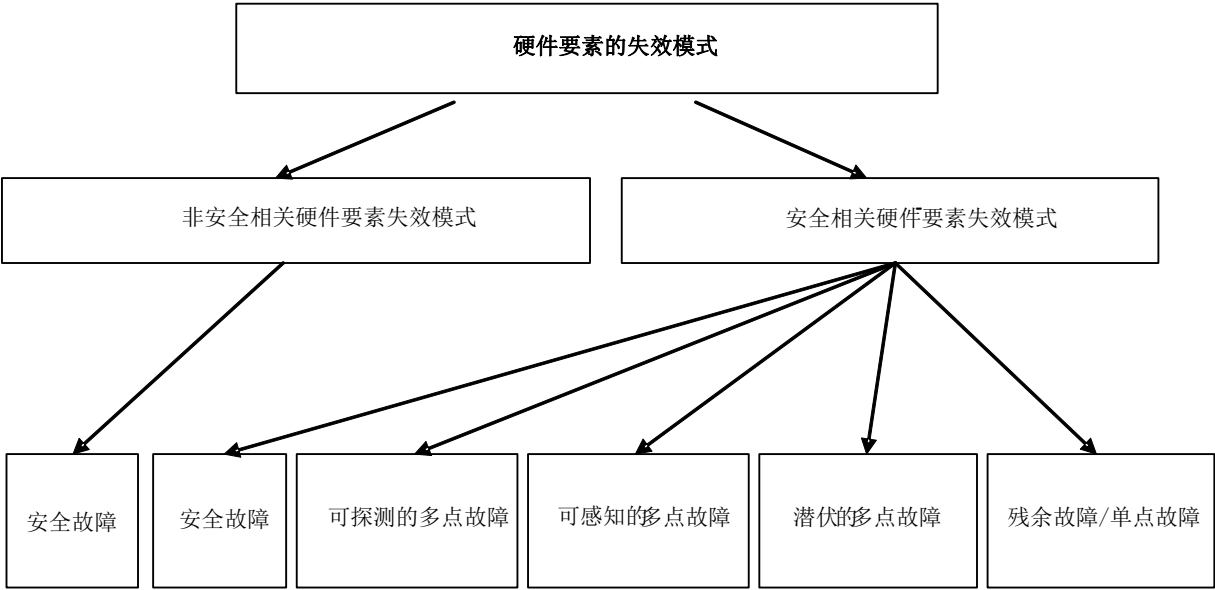 硬件要素的失效模式
非安全相关硬件要素失效模式
安全相关硬件要素失效模式
安全故障
安全故障
可探测的多点故障
可感知的多点故障
潜伏的多点故障
残余故障/单点故障